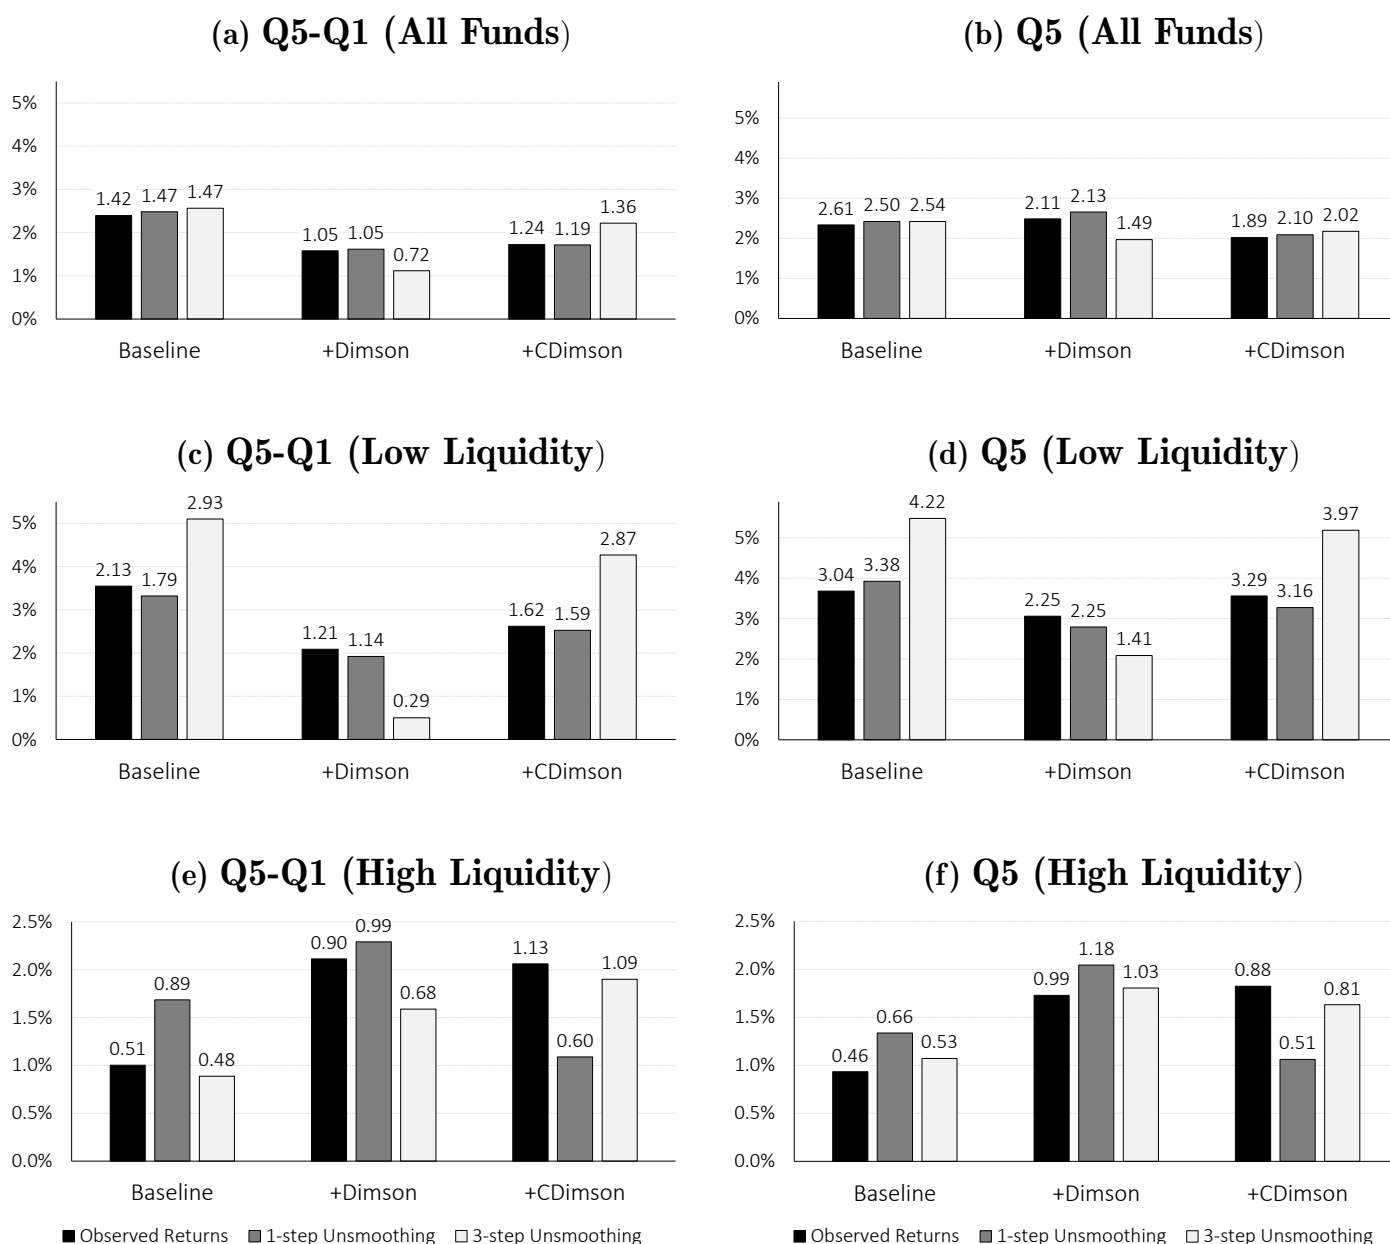 (a) Q5-Q1 (All Funds)
5%
4%
3%
2%
1%
0%
1.42 1.47 1.47
1.05 1.05 0.72
1.24 1.19 1.36
Baseline +Dimson +CDimson
(b) Q5 (All Funds)
5%
4%
3%
2%
1%
0%
2.61 2.50 2.54
2.11 2.13 1.49
1.89 2.10 2.02
Baseline +Dimson +CDimson
(c) Q5-Q1 (Low Liquidity)
5%
4%
3%
2%
1%
0%
2.13 1.79 2.93
1.21 1.14 0.29
1.62 1.59 2.87
Baseline +Dimson +CDimson
(d) Q5 (Low Liquidity)
5%
4%
3%
2%
1%
0%
3.04 3.38 4.22
2.25 2.25 1.41
3.29 3.16 3.97
Baseline +Dimson +CDimson
(e) Q5-Q1 (High Liquidity)
2.5%
2.0%
1.5%
1.0%
0.5%
0.0%
0.51 0.89 0.48
0.90 0.99 0.68
1.13 0.60 1.09
Baseline +Dimson +CDimson
Observed Returns 1-step Unsmoothing 3-step Unsmoothing
(f) Q5 (High Liquidity)
2.5%
2.0%
1.5%
1.0%
0.5%
0.0%
0.46 0.66 0.53
0.99 1.18 1.03
0.88 0.51 0.81
Baseline +Dimson +CDimson
Observed Returns 1-step Unsmoothing 3-step Unsmoothing